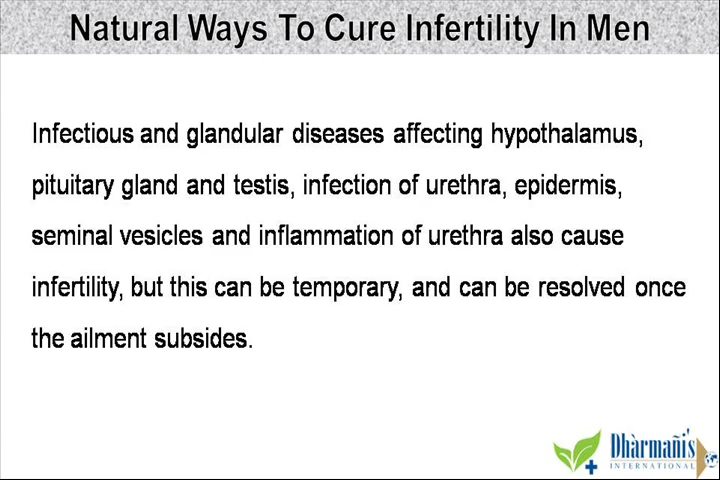 Natural Ways To Cure Infertility In Men
Infectious and glandular diseases affecting hypothalamus,
pituitary gland and testis, infection of urethra, epidermis,
seminal vesicles and inflammation of urethra also cause
infertility, but this can be temporary, and can be resolved once
the ailment subsides.
Dhàrmañi's
INTERNATIONAL